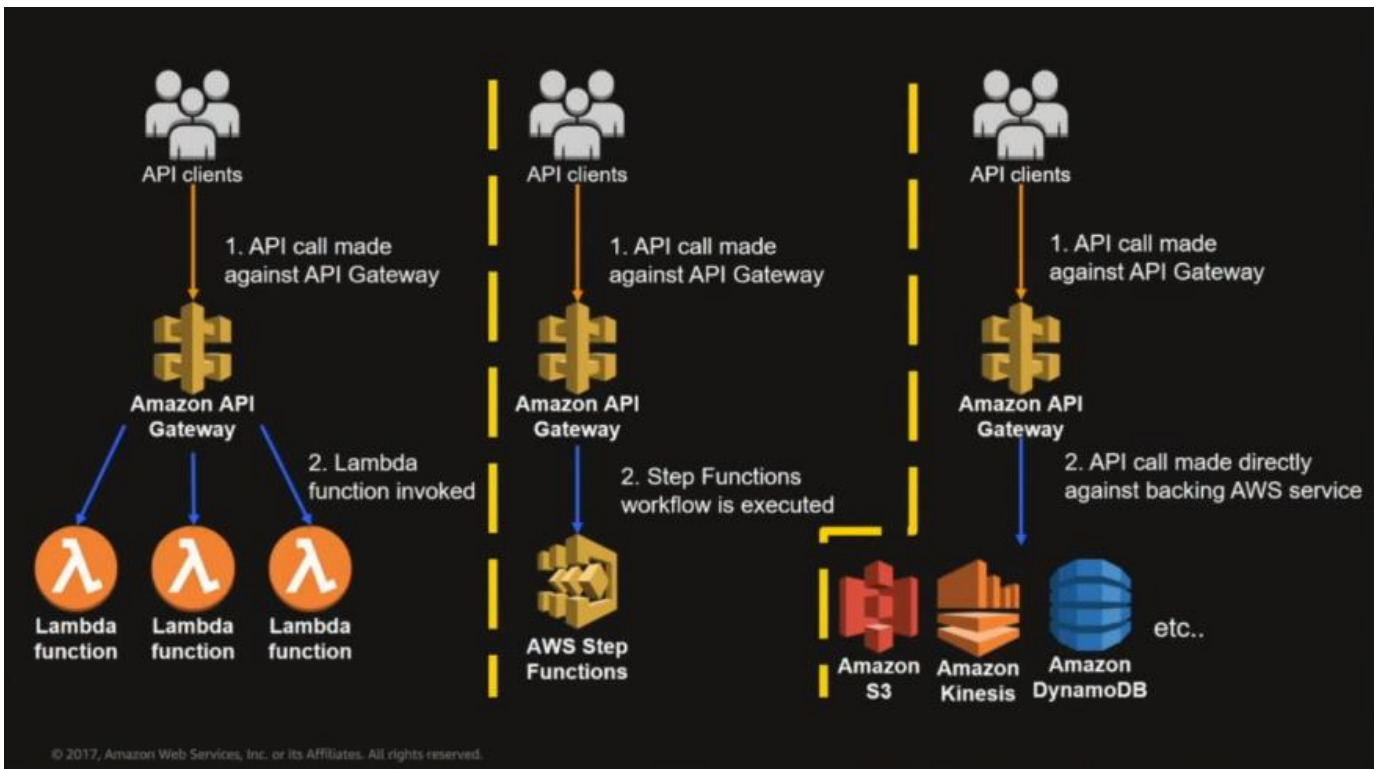 API clients
1. API call made
against API Gateway
Amazon API
Gateway
2. Lambda
function invoked
Lambda
function
Lambda
function
Lambda
function
API clients
1. API call made
against API Gateway
Amazon API
Gateway
2. Step Functions
workflow is executed
AWS Step
Functions
API clients
1. API call made
against API Gateway
Amazon API
Gateway
2. API call made directly
against backing AWS service
Amazon
S3
Amazon
Kinesis
Amazon
DynamoDB
etc..
© 2017, Amazon Web Services, Inc. or its Affiliates. All rights reserved.